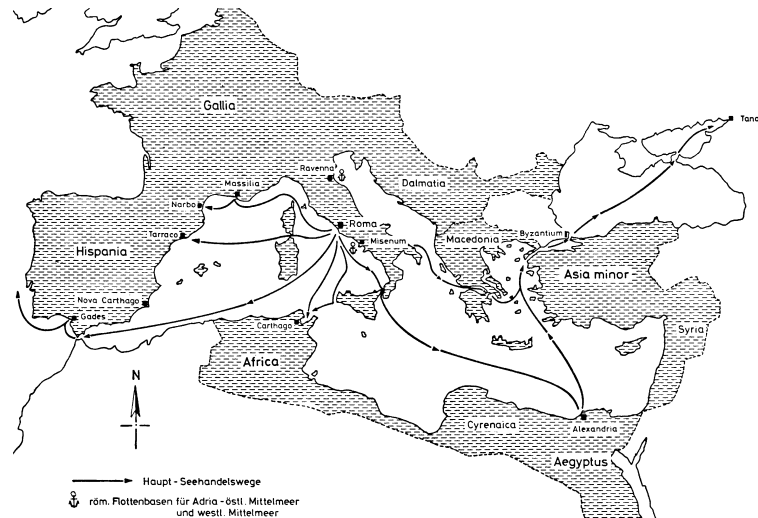 Gallia
Tana
Ravenna
Massilia
Dalmatia
Narbo
Roma
Tarraco
Misenum
Macedonia
Byzantium
Hispania
Asia minor
Nova Carthago
Gades
Carthago
Syria
Africa
N
Cyrenaica
Alexandria
Aegyptus
Haupt-Seehandelswege
röm. Flottenbasen für Adria-östl. Mittelmeer
und westl. Mittelmeer